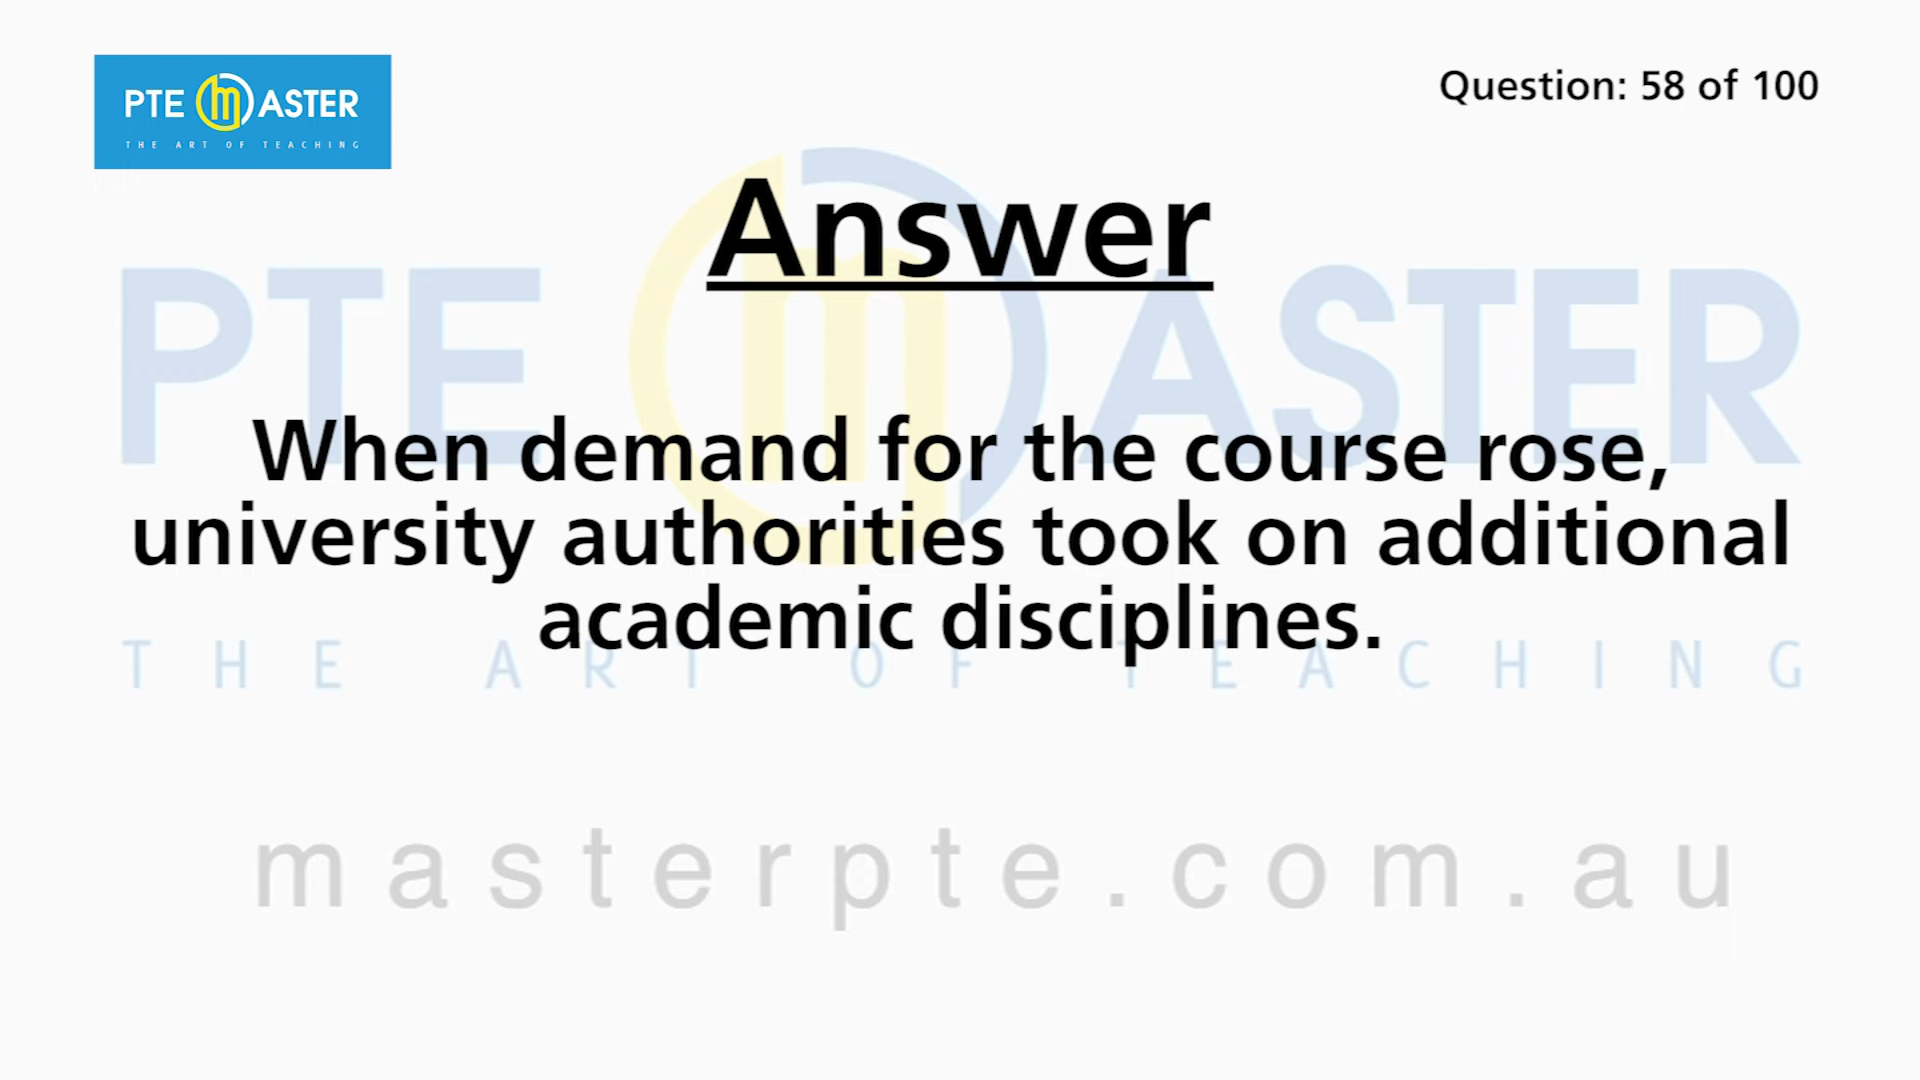 PTE MASTER
THE ART OF TEACHING
Question: 58 of 100
Answer
PTE MASTER
When demand for the course rose,
university authorities took on additional
academic disciplines.
THE ART OF TEACHING
masterpte.com.au